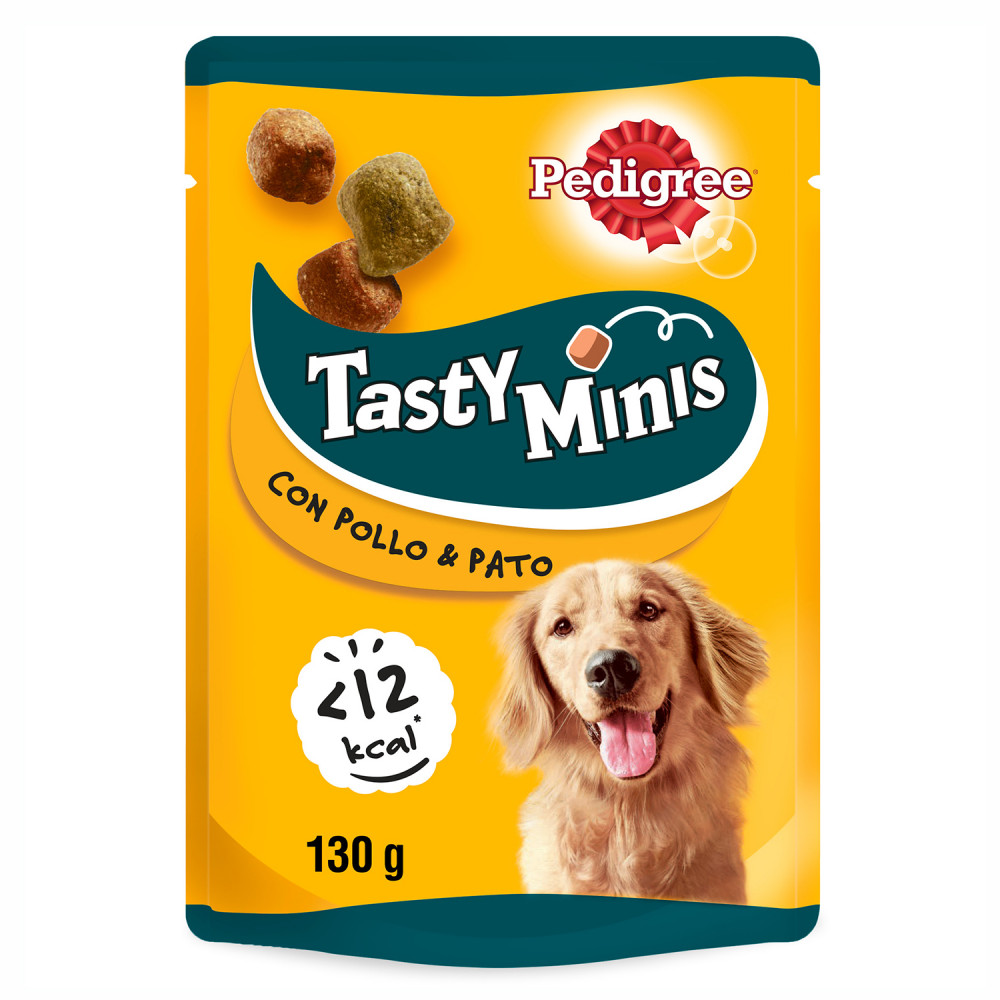 Pedigree
Tasty Minis
CON POLLO & PATO
<12
kcal*
130 g